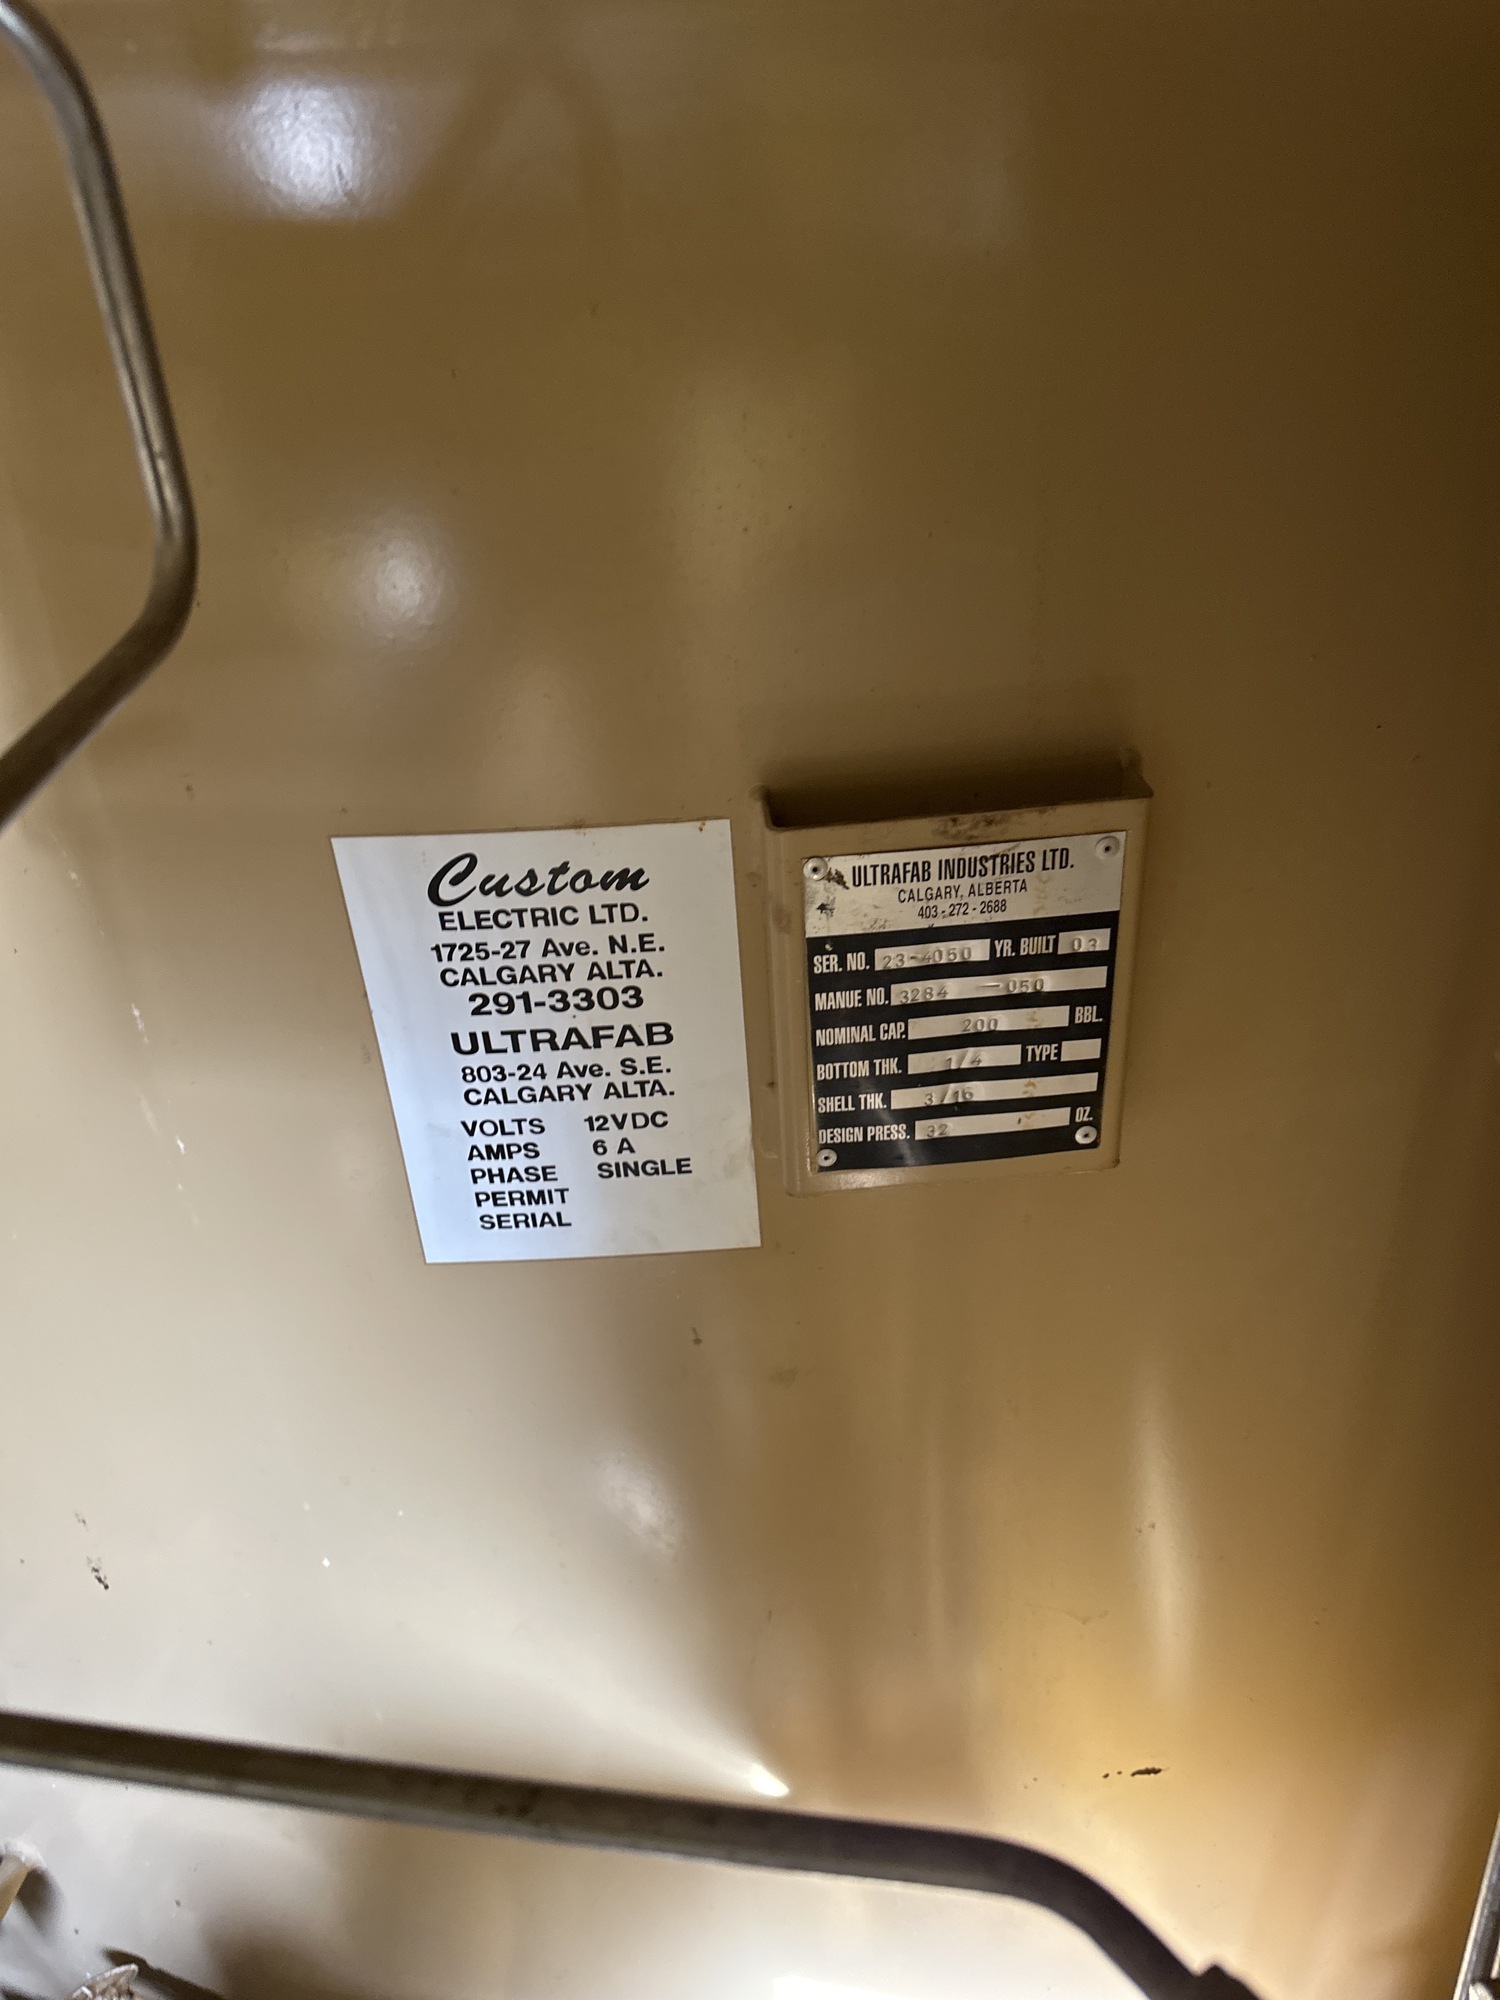 Custom
ELECTRIC LTD.
1725-27 Ave. N.E.
CALGARY ALTA.
291-3303
ULTRAFAB
803-24 Ave. S.E.
CALGARY ALTA.
VOLTS 12VDC
AMPS 6 A
PHASE SINGLE
PERMIT
SERIAL
ULTRAFAB INDUSTRIES LTD.
CALGARY, ALBERTA
403-272-2688
SER. NO. 23-4050 YR. BUILT 03
MANUE NO. 3284 -050
NOMINAL CAP. 200 BBL.
BOTTOM THK. 1/4 TYPE
SHELL THK. 3/16
DESIGN PRESS. 32 OZ.